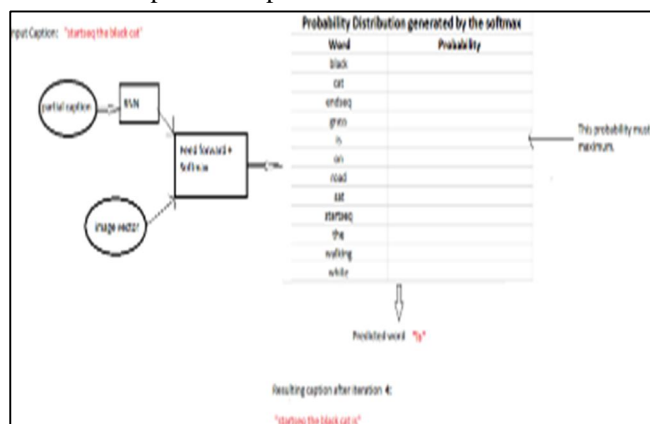 Input Caption: "startseq the black cat"
Probability Distribution generated by the softmax
Word Probability
black
cat
endseq
grass
is
on
road
sat
startseq
the
walking
white
partial caption
RNN
Feed forward +
Softmax
image vector
This probability must
maximum.
Predicted word "is"
Resulting caption after iteration 4:
"startseq the black cat is"